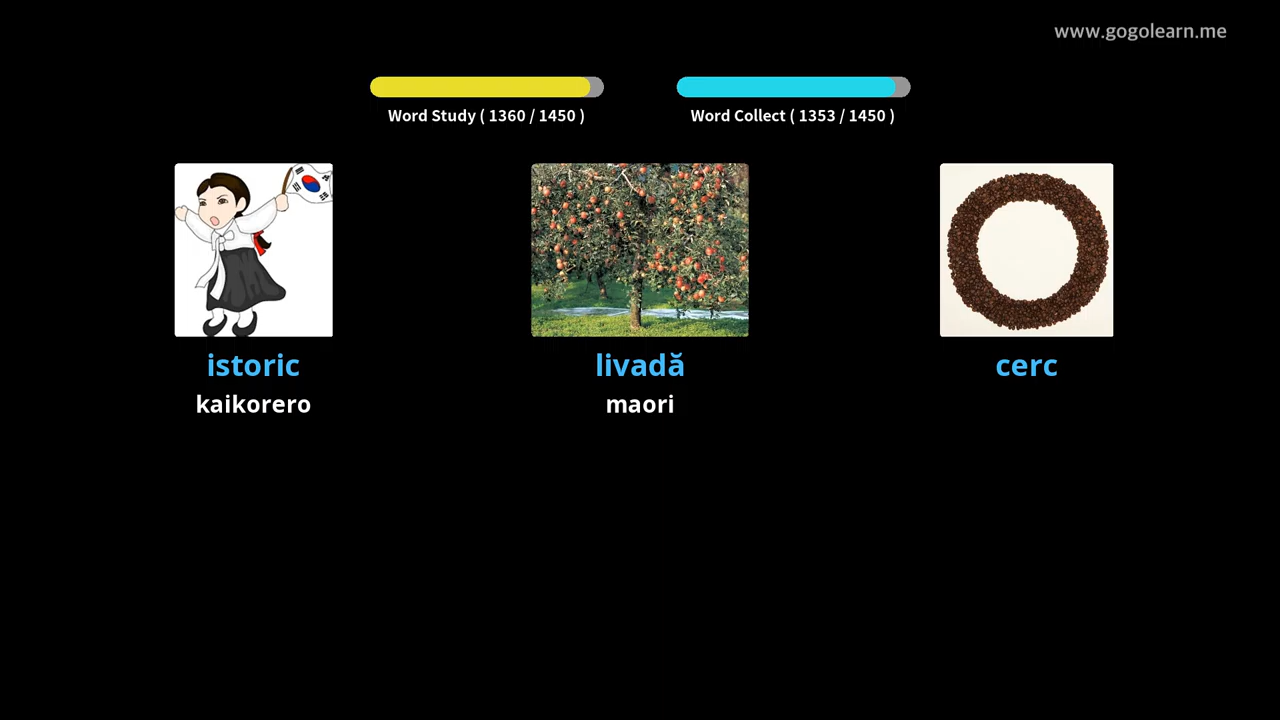 www.gogolearn.me
Word Study ( 1360 / 1450 )
Word Collect ( 1353 / 1450 )
istoric
livadă
cerc
kaikorero
maori